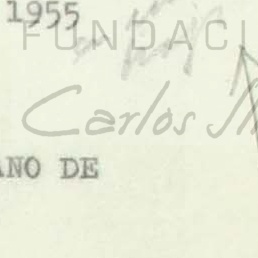 1955
FUNDACI
Carlos
ANO DE